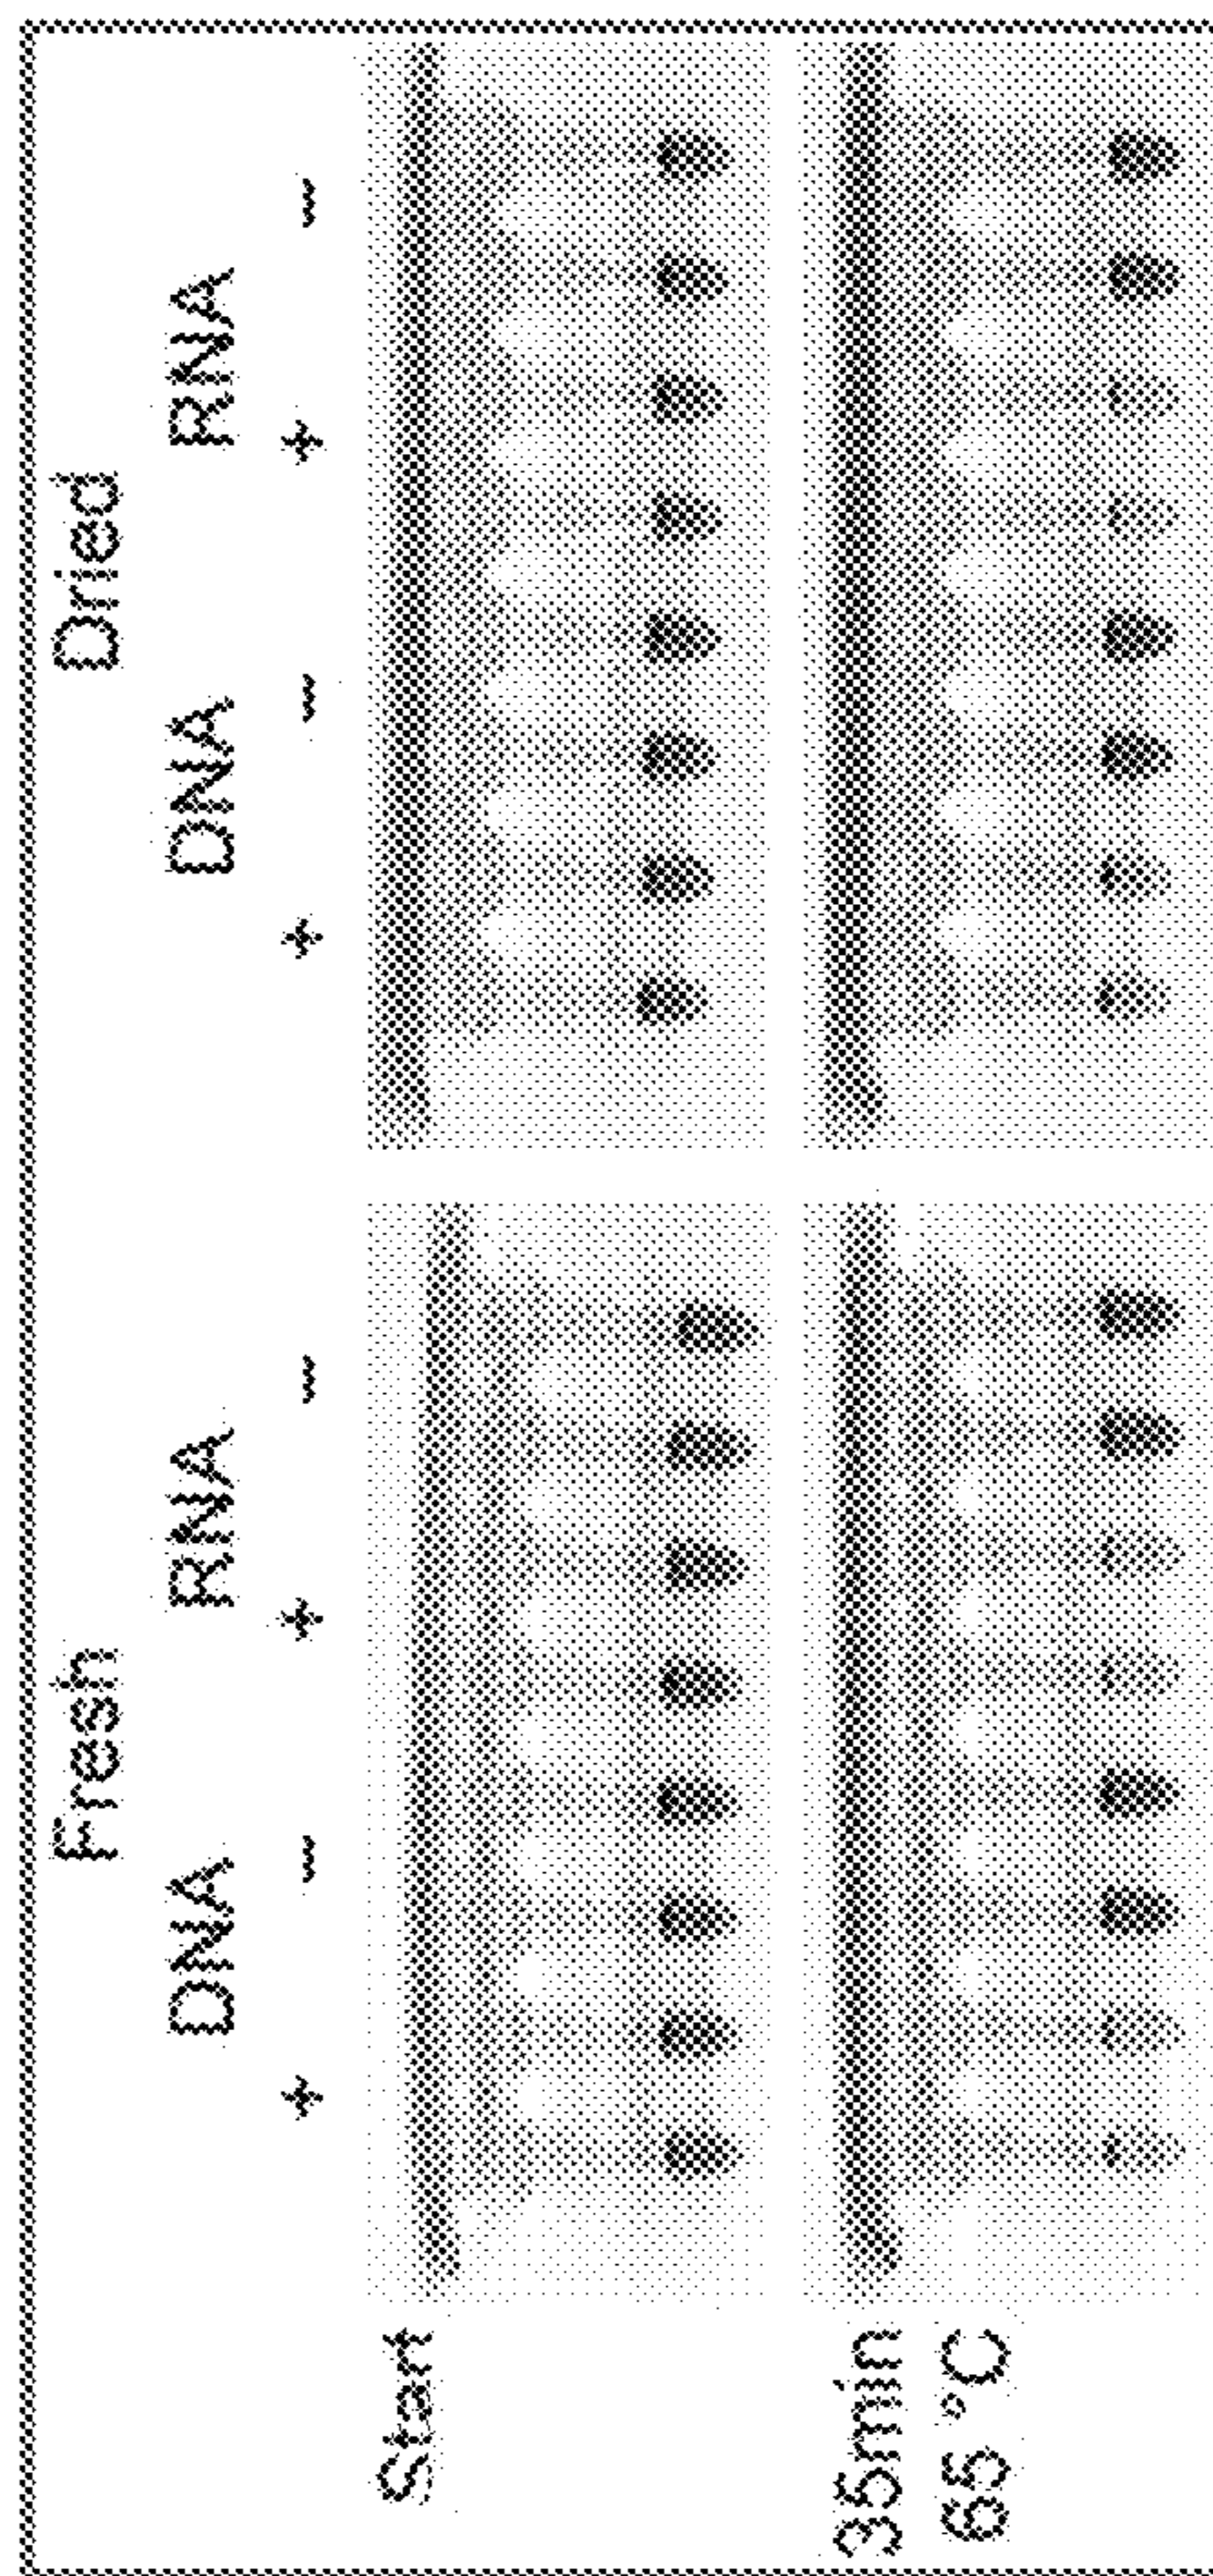 Fresh Dried
DNA RNA DNA RNA
+ - + - + - + -
Start
35min
65 °C